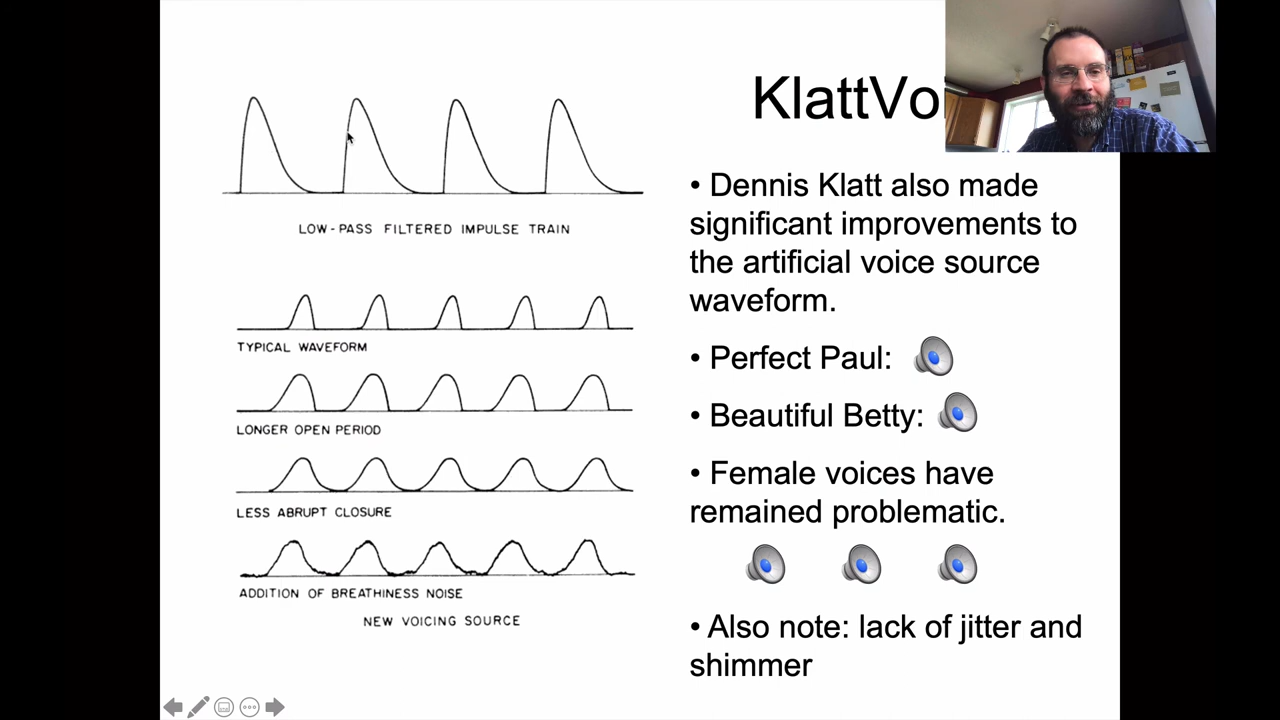 KlattVo
LOW-PASS FILTERED IMPULSE TRAIN
TYPICAL WAVEFORM
LONGER OPEN PERIOD
LESS ABRUPT CLOSURE
ADDITION OF BREATHINESS NOISE
NEW VOICING SOURCE
• Dennis Klatt also made
significant improvements to
the artificial voice source
waveform.
• Perfect Paul:
• Beautiful Betty:
• Female voices have
remained problematic.
• Also note: lack of jitter and
shimmer